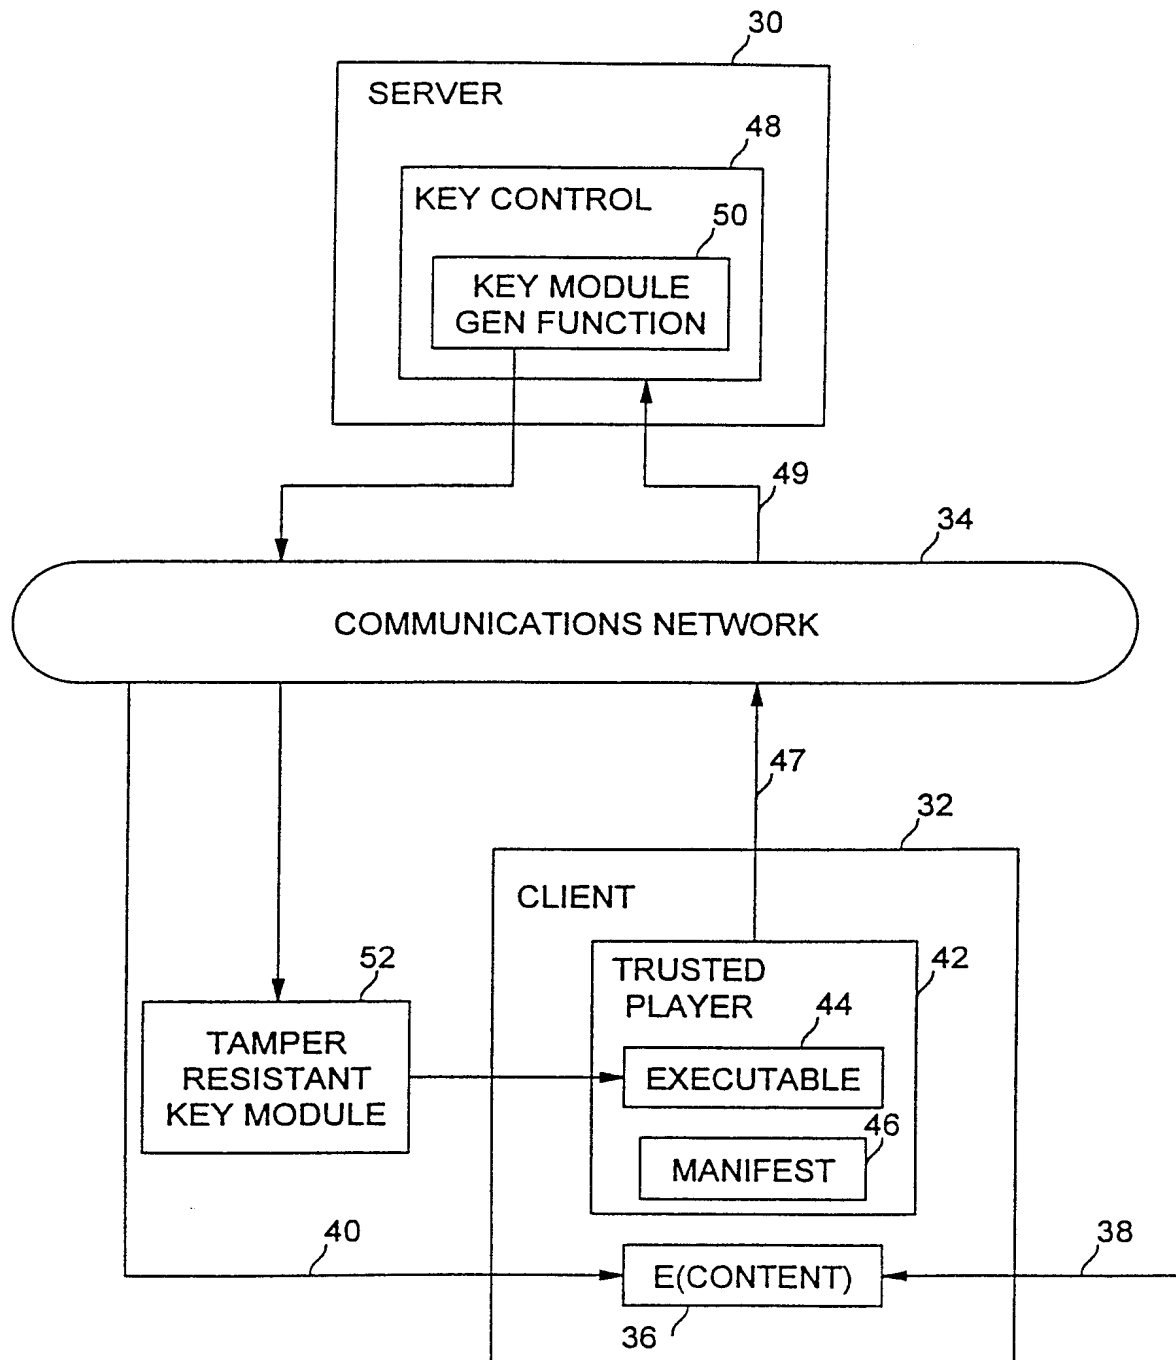 30
SERVER
48
KEY CONTROL
50
KEY MODULE
GEN FUNCTION
49
34
COMMUNICATIONS NETWORK
47
32
CLIENT
52
TRUSTED
PLAYER
42
44
TAMPER
RESISTANT
KEY MODULE
EXECUTABLE
46
MANIFEST
40
38
E(CONTENT)
36